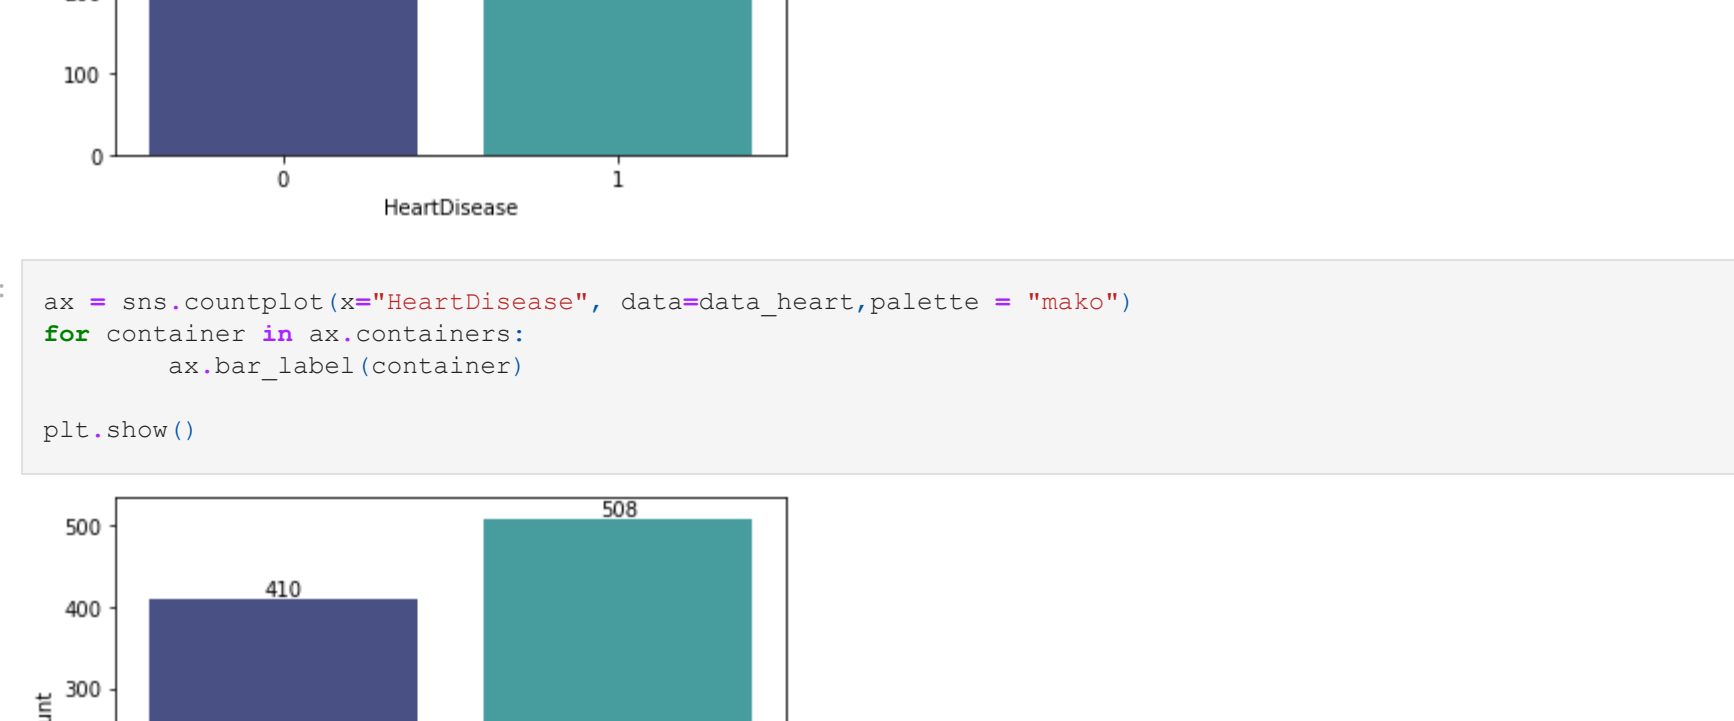 100
0
0 1
HeartDisease
:
ax = sns.countplot(x="HeartDisease", data=data_heart,palette = "mako")
for container in ax.containers:
        ax.bar_label(container)
plt.show()
508
500
410
400
300